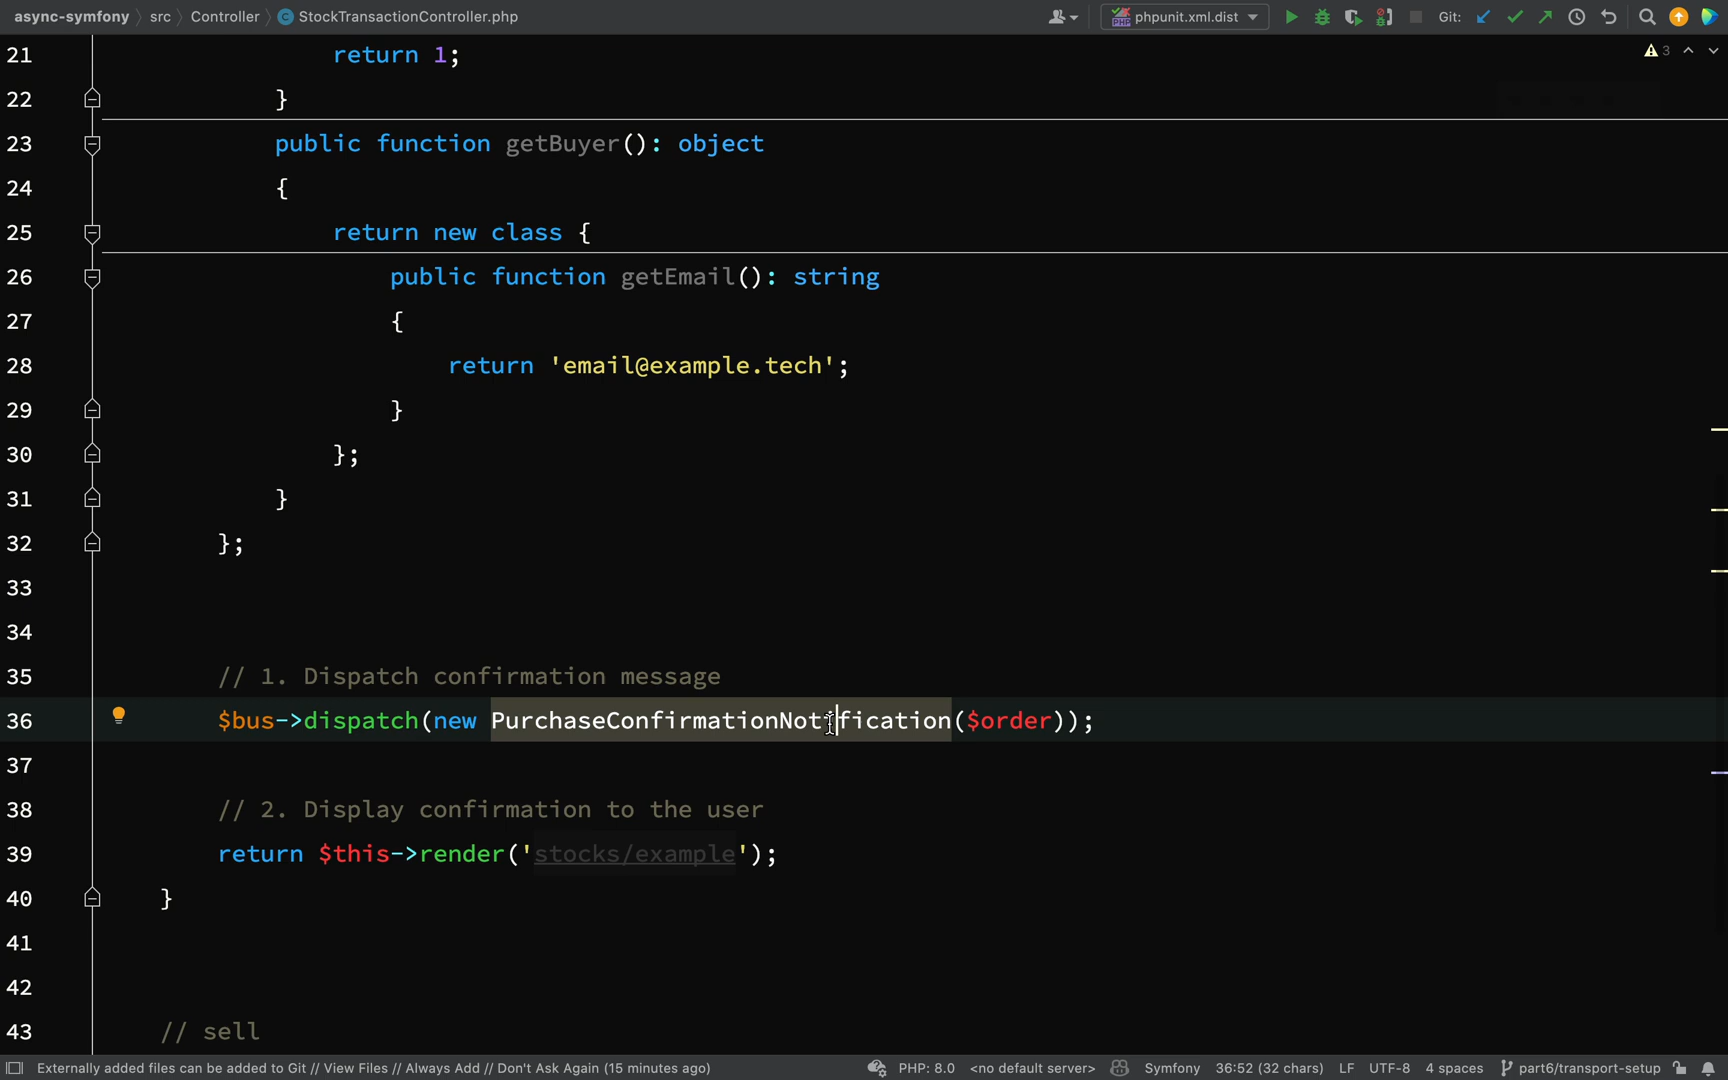 async-symfony src Controller StockTransactionController.php phpunit.xml.dist Git:
3
21 return 1;
22 }
23 public function getBuyer(): object
24 {
25 return new class {
26 public function getEmail(): string
27 {
28 return 'email@example.tech';
29 }
30 };
31 }
32 };
33
34
35 // 1. Dispatch confirmation message
36 $bus->dispatch(new PurchaseConfirmationNotification($order));
37
38 // 2. Display confirmation to the user
39 return $this->render('stocks/example');
40 }
41
42
43 // sell
Externally added files can be added to Git // View Files // Always Add // Don't Ask Again (15 minutes ago) PHP: 8.0 <no default server> Symfony 36:52 (32 chars) LF UTF-8 4 spaces part6/transport-setup